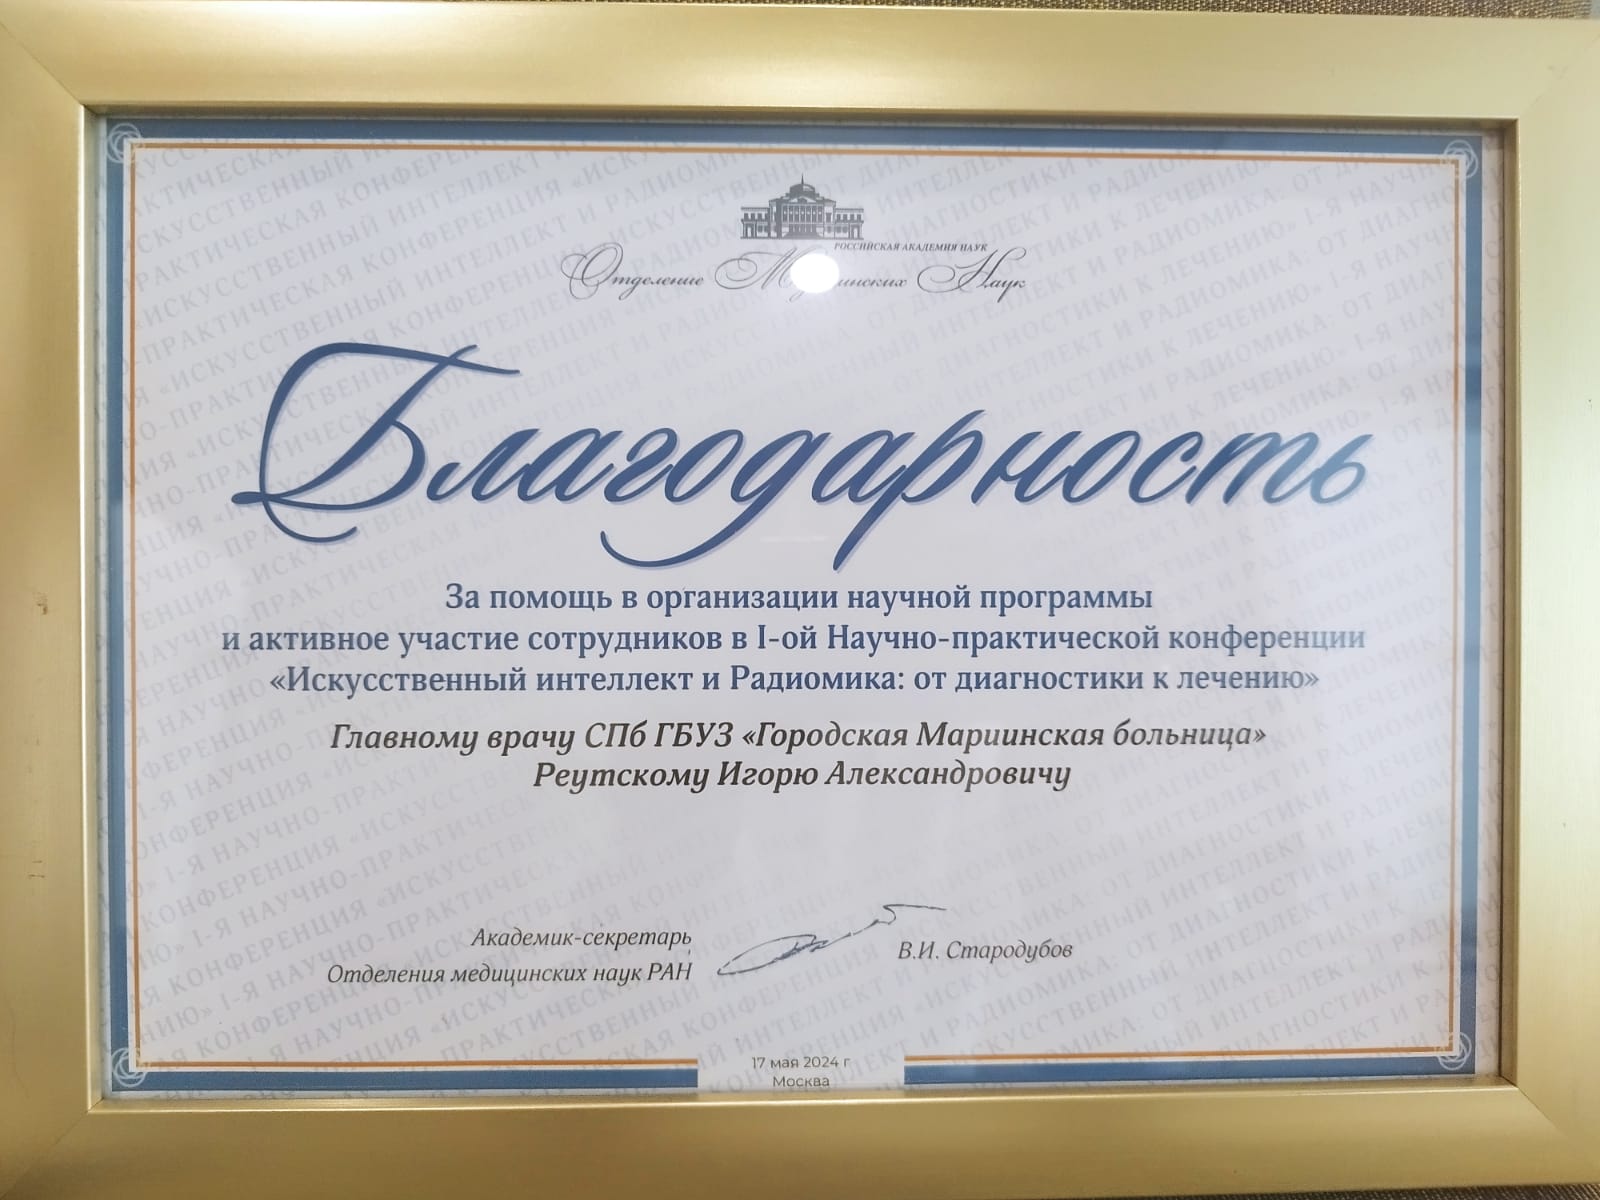 РОССИЙСКАЯ АКАДЕМИЯ НАУК
Отделение Наук
Благодарность
За помощь в организации научной программы
и активное участие сотрудников в I-ой Научно-практической конференции
«Искусственный интеллект и Радиомика: от диагностики к лечению»
Главному врачу СПб ГБУЗ «Городская Мариинская больница»
Реутскому Игорю Александровичу
Академик-секретарь
Отделения медицинских наук РАН
В.И. Стародубов
17 мая 2024 г
Москва